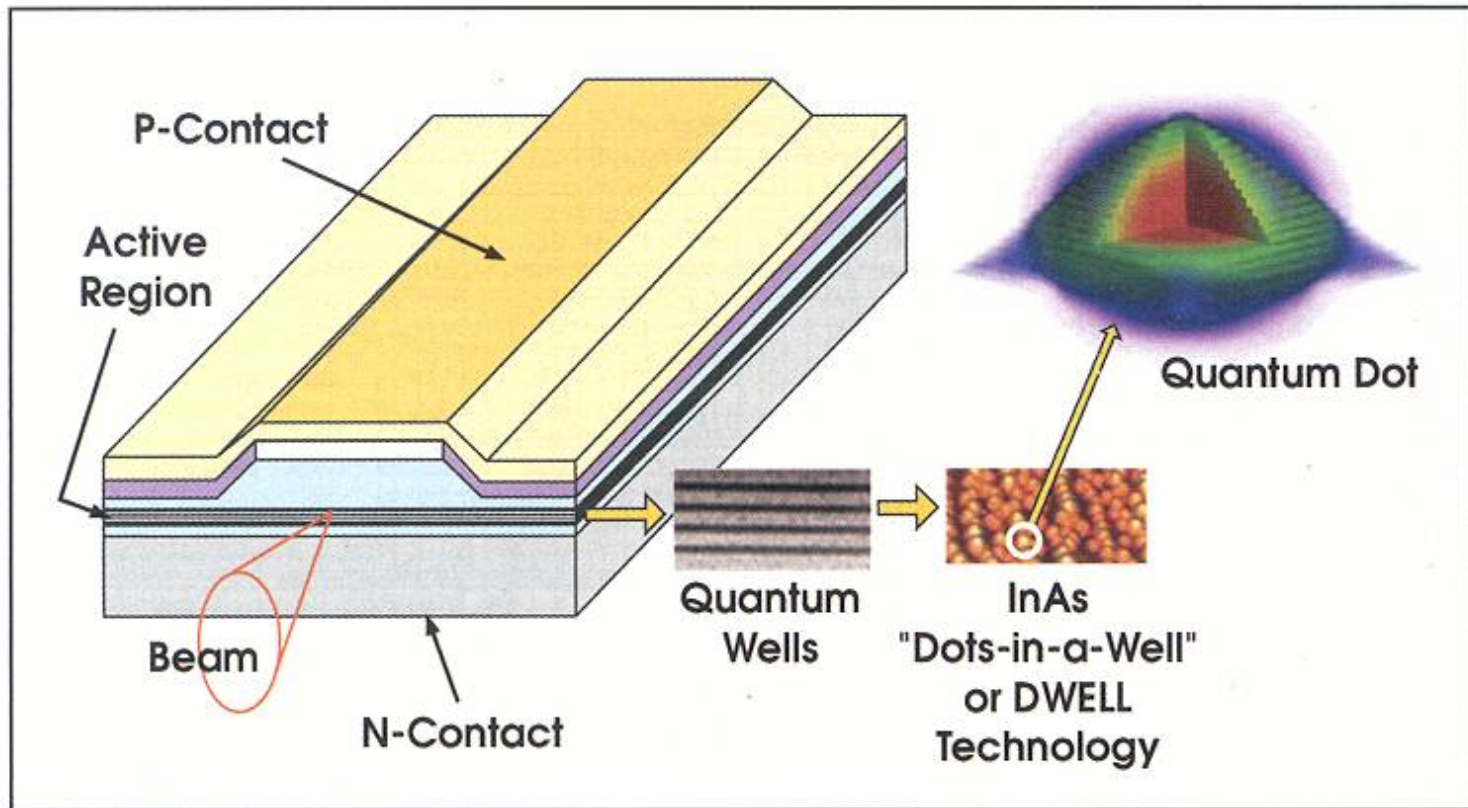 P-Contact
Active
Region
Beam
N-Contact
Quantum
Wells
InAs
"Dots-in-a-Well"
or DWELL
Technology
Quantum Dot